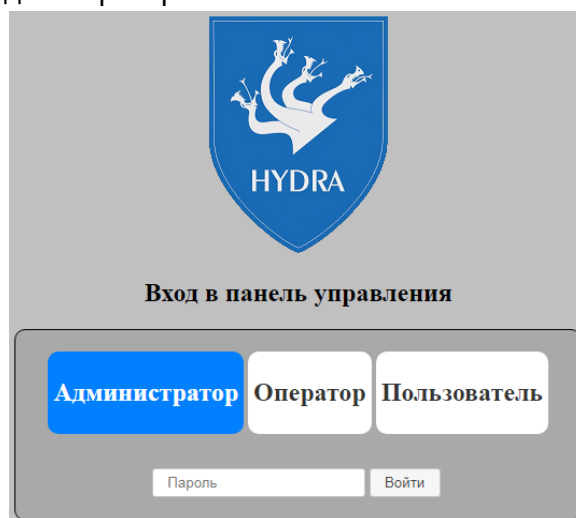 HYDRA
Вход в панель управления
Администратор Оператор Пользователь
Пароль Войти